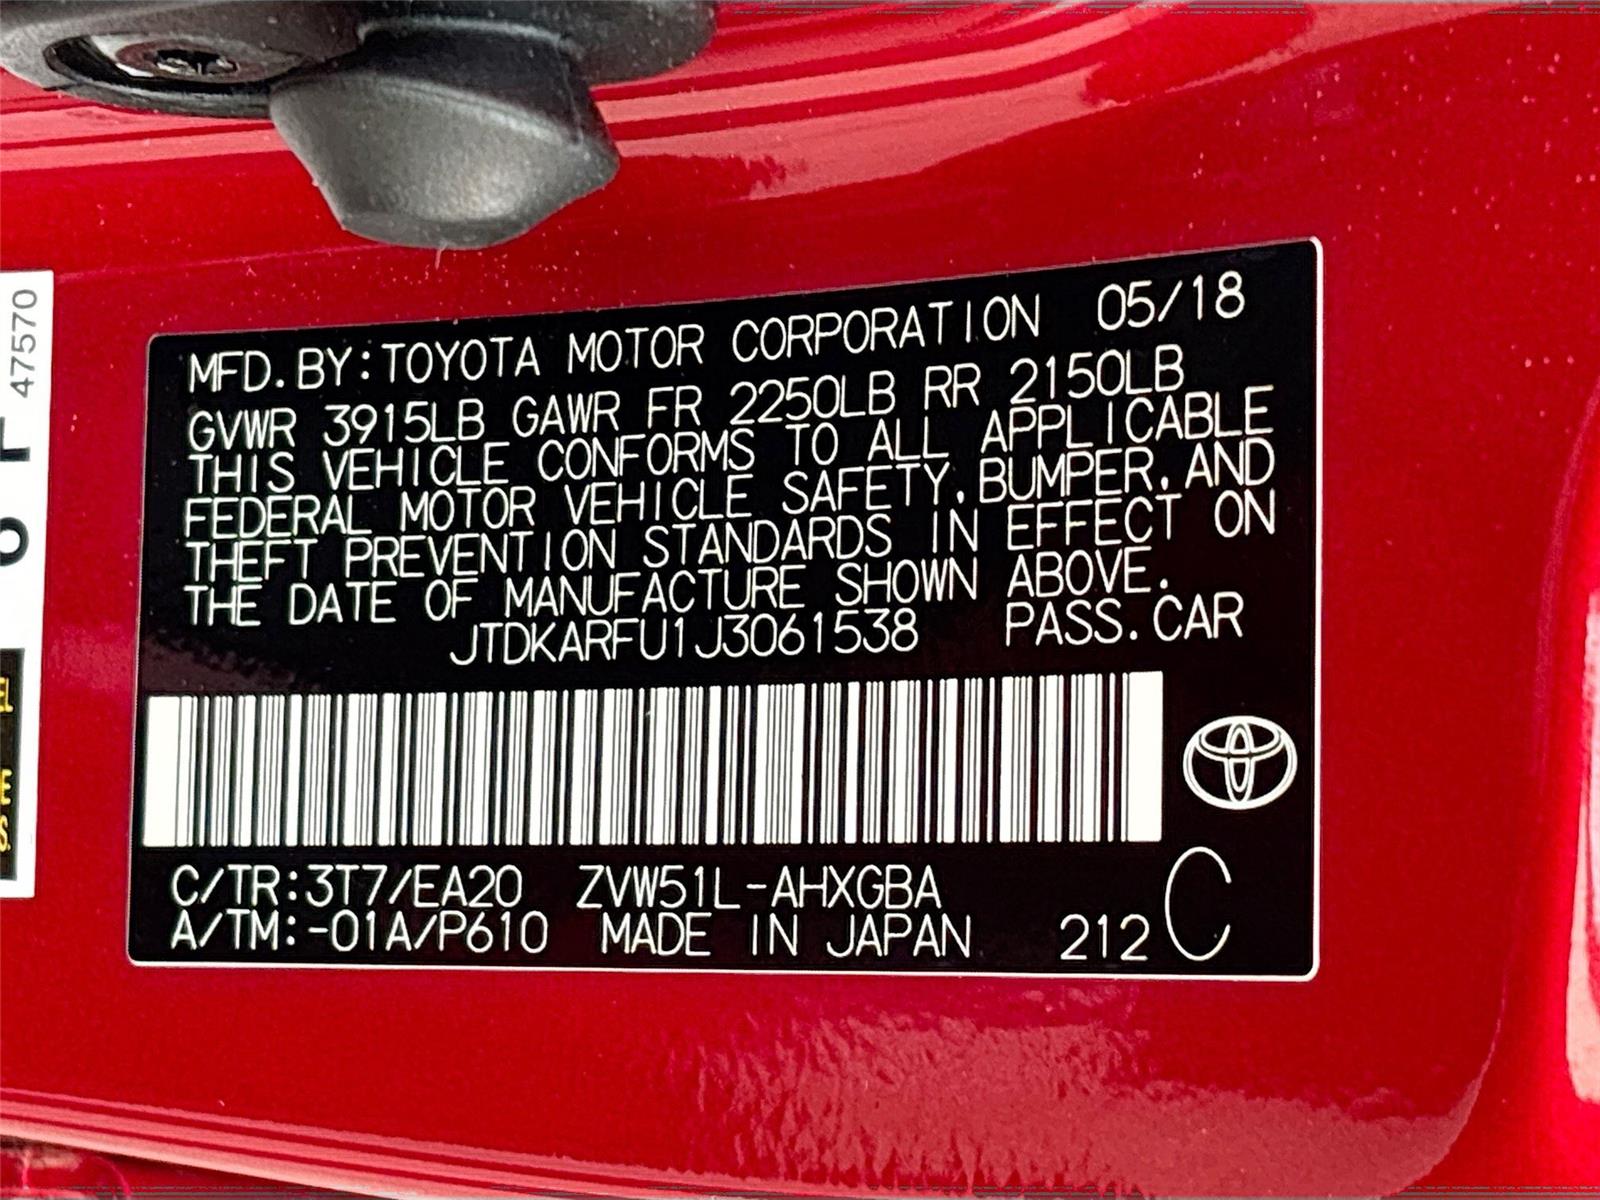 MFD.BY:TOYOTA MOTOR CORPORATION 05/18
GVWR 3915LB GAWR FR 2250LB RR 2150LB
THIS VEHICLE CONFORMS TO ALL APPLICABLE
FEDERAL MOTOR VEHICLE SAFETY,BUMPER,AND
THEFT PREVENTION STANDARDS IN EFFECT ON
THE DATE OF MANUFACTURE SHOWN ABOVE.
JTDKARFU1J3061538 PASS.CAR
C/TR:3T7/EA20 ZVW51L-AHXGBA
A/TM:-01A/P610 MADE IN JAPAN 212 C
47570